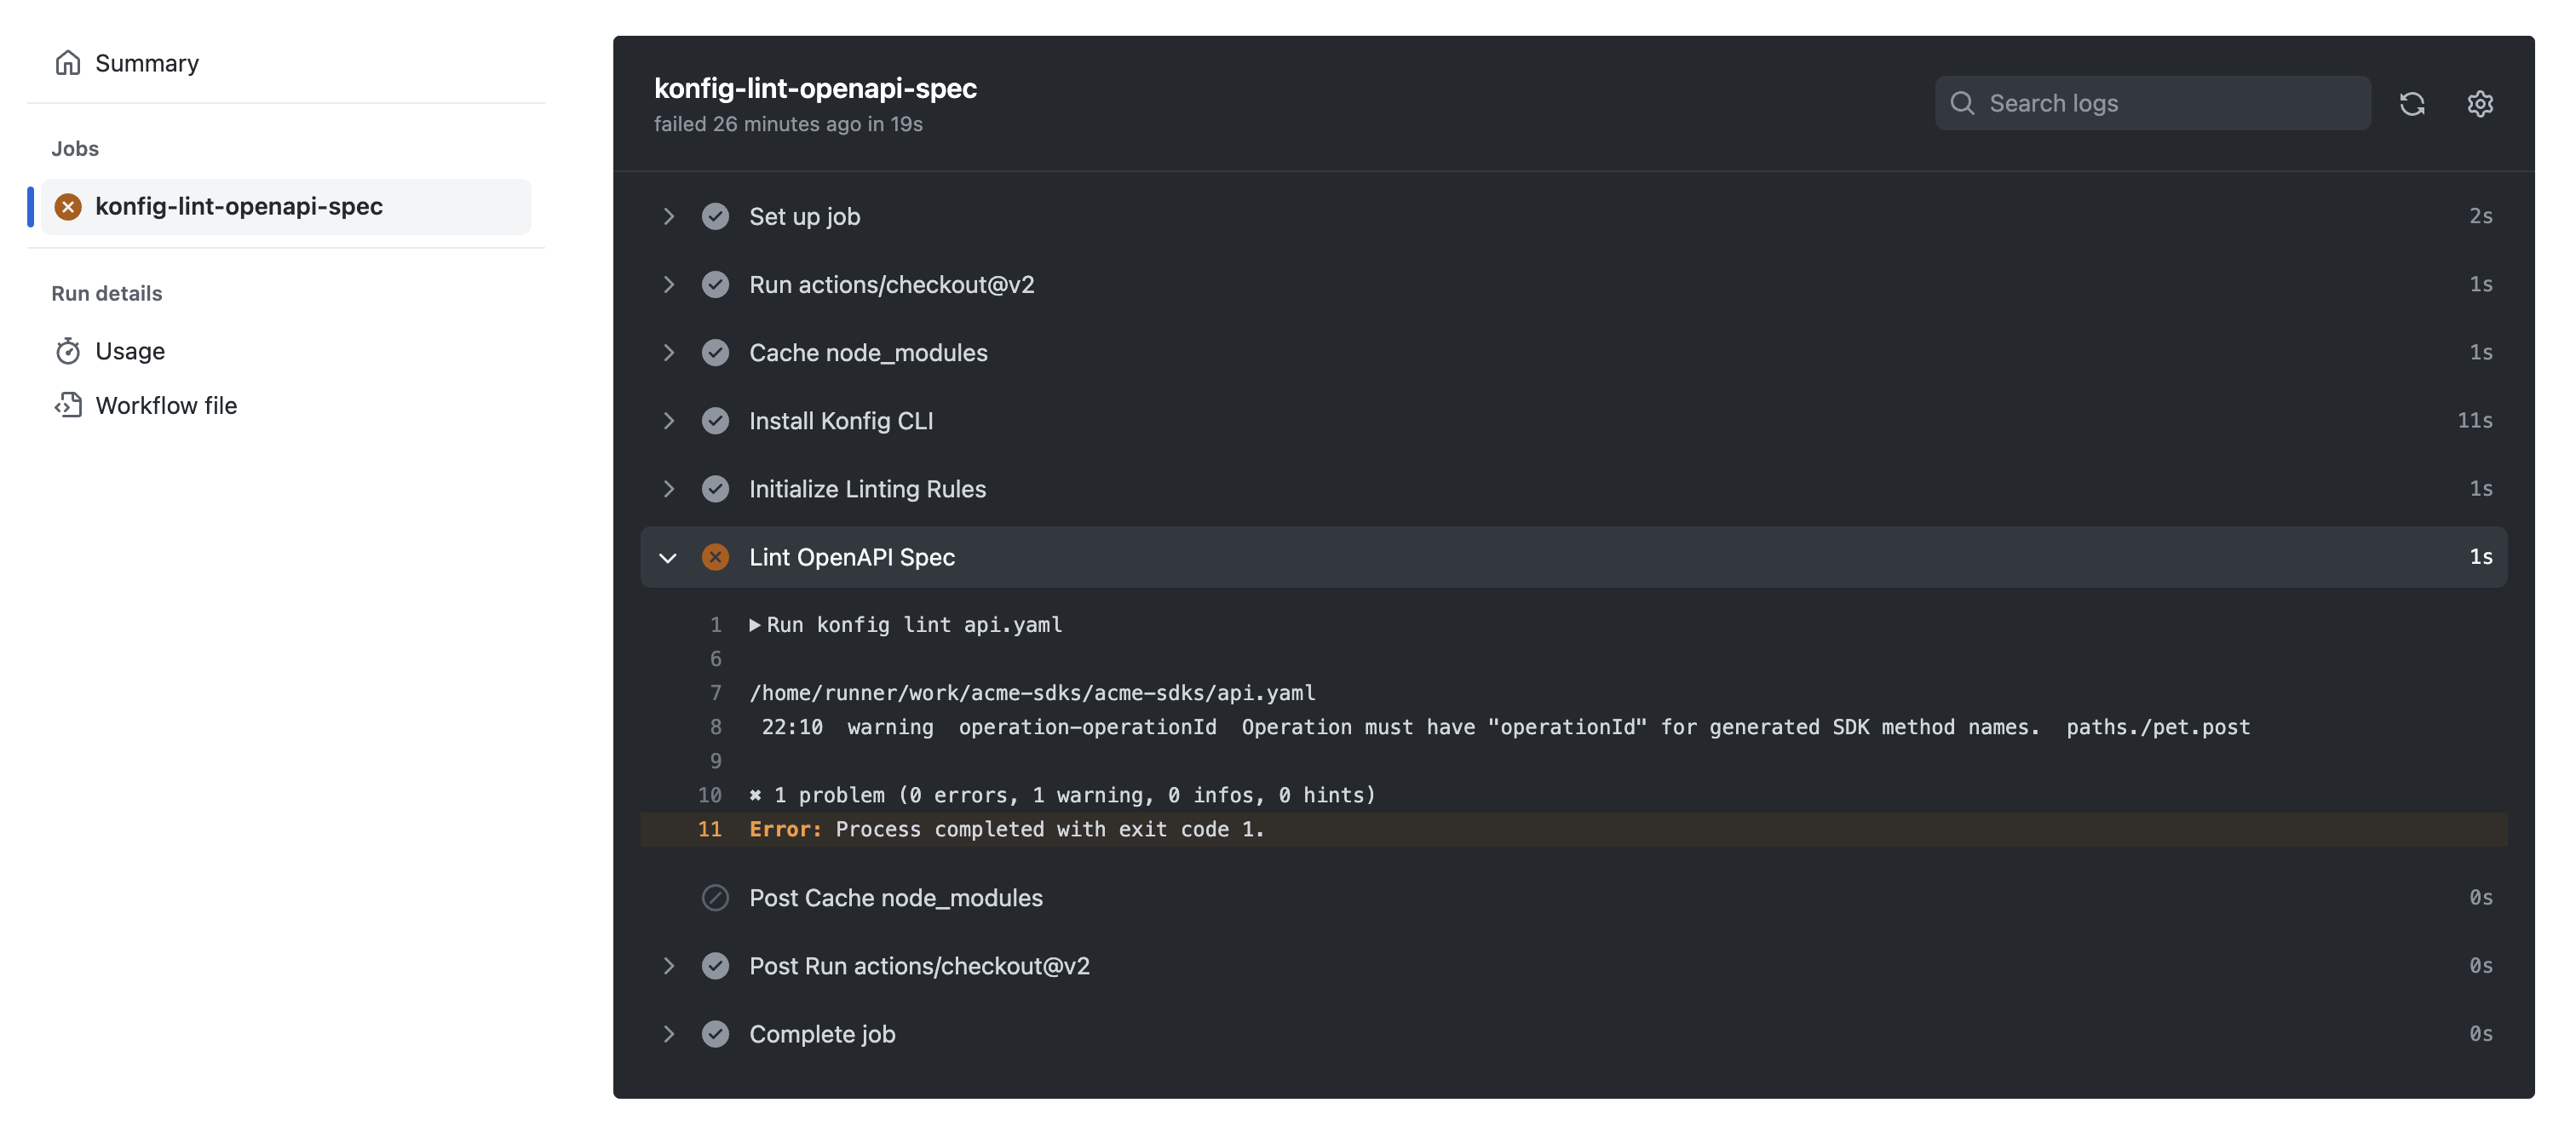 Summary
Jobs
konfig-lint-openapi-spec
Run details
Usage
Workflow file
konfig-lint-openapi-spec
failed 26 minutes ago in 19s
Search logs
Set up job 2s
Run actions/checkout@v2 1s
Cache node_modules 1s
Install Konfig CLI 11s
Initialize Linting Rules 1s
Lint OpenAPI Spec 1s
1 ▶Run konfig lint api.yaml
6
7 /home/runner/work/acme-sdks/acme-sdks/api.yaml
8 22:10 warning operation-operationId Operation must have "operationId" for generated SDK method names. paths./pet.post
9
10 ✖ 1 problem (0 errors, 1 warning, 0 infos, 0 hints)
11 Error: Process completed with exit code 1.
Post Cache node_modules 0s
Post Run actions/checkout@v2 0s
Complete job 0s